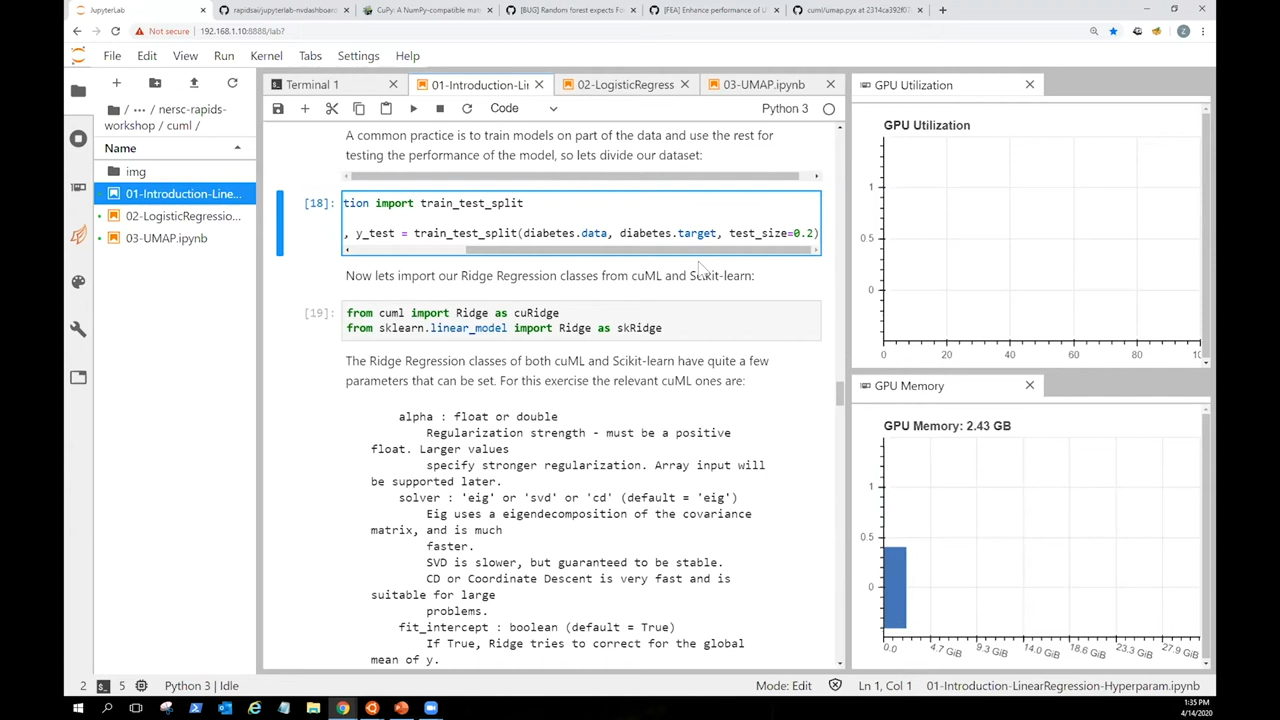 JupyterLab
rapidsai/jupyterlab-nvdashboard
CuPy: A NumPy-compatible mat
[BUG] Random forest expects For
[FEA] Enhance performance of U
cuml/umap.pyx at 2314ca392f07
Not secure
192.168.1.10:8888/lab?
File Edit View Run Kernel Tabs Settings Help
/ ··· / nersc-rapids-
workshop / cuml /
Name
img
01-Introduction-Line...
02-LogisticRegressio...
03-UMAP.ipynb
Terminal 1
01-Introduction-Li
02-LogisticRegress
03-UMAP.ipynb
Code
Python 3
A common practice is to train models on part of the data and use the rest for
testing the performance of the model, so lets divide our dataset:
[18]: tion import train_test_split
, y_test = train_test_split(diabetes.data, diabetes.target, test_size=0.2)
Now lets import our Ridge Regression classes from cuML and Scikit-learn:
[19]: from cuml import Ridge as cuRidge
from sklearn.linear_model import Ridge as skRidge
The Ridge Regression classes of both cuML and Scikit-learn have quite a few
parameters that can be set. For this exercise the relevant cuML ones are:
alpha : float or double
Regularization strength - must be a positive
float. Larger values
specify stronger regularization. Array input will
be supported later.
solver : 'eig' or 'svd' or 'cd' (default = 'eig')
Eig uses a eigendecomposition of the covariance
matrix, and is much
faster.
SVD is slower, but guaranteed to be stable.
CD or Coordinate Descent is very fast and is
suitable for large
problems.
fit_intercept : boolean (default = True)
If True, Ridge tries to correct for the global
mean of y.
GPU Utilization
GPU Utilization
1
0.5
0
0 20 40 60 80 10
GPU Memory
GPU Memory: 2.43 GB
1
0.5
0
0.0 4.7 GiB 9.3 GiB 14.0 GiB 18.6 GiB 23.3 GiB 27.9 GiB
2 5 Python 3 | Idle
Mode: Edit
Ln 1, Col 1
01-Introduction-LinearRegression-Hyperparam.ipynb
1:35 PM
4/14/2020